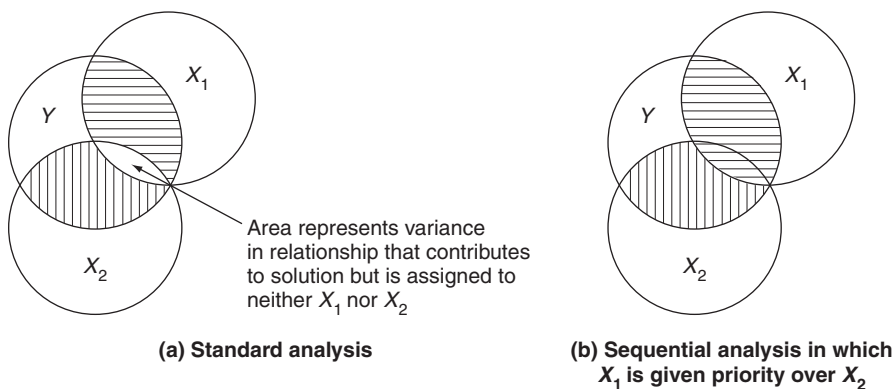 Y
X₁
X₂
Area represents variance
in relationship that contributes
to solution but is assigned to
neither X₁ nor X₂
(a) Standard analysis
Y
X₁
X₂
(b) Sequential analysis in which
X₁ is given priority over X₂